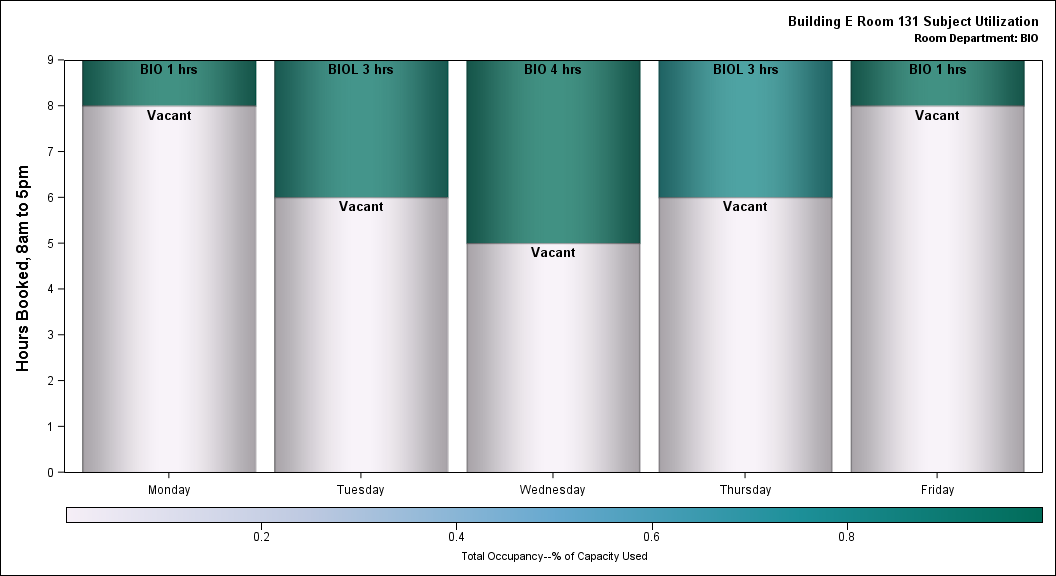 Building E Room 131 Subject Utilization
Room Department: BIO
Hours Booked, 8am to 5pm
9
8
7
6
5
4
3
2
1
0
BIO 1 hrs
Vacant
BIOL 3 hrs
Vacant
BIO 4 hrs
Vacant
BIOL 3 hrs
Vacant
BIO 1 hrs
Vacant
Monday Tuesday Wednesday Thursday Friday
0.2 0.4 0.6 0.8
Total Occupancy--% of Capacity Used